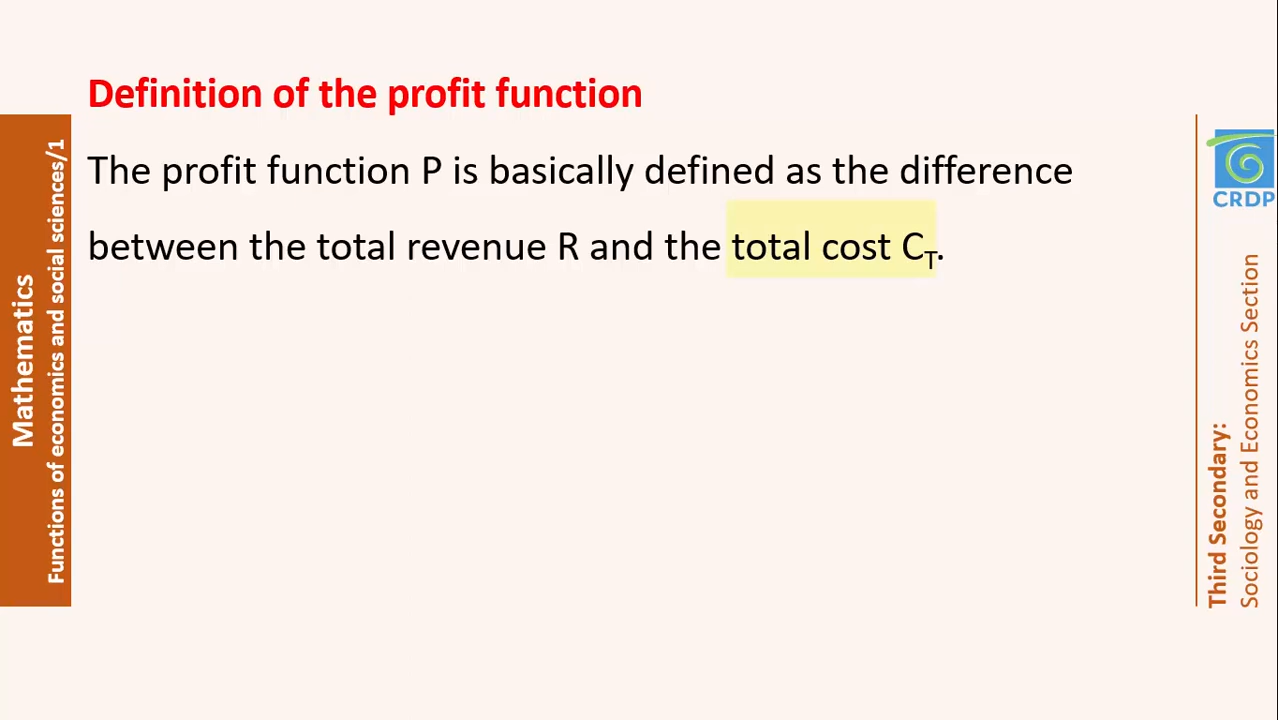 Definition of the profit function
The profit function P is basically defined as the difference
between the total revenue R and the total cost C_T.
Mathematics
Functions of economics and social sciences/1
CRDP
Third Secondary:
Sociology and Economics Section